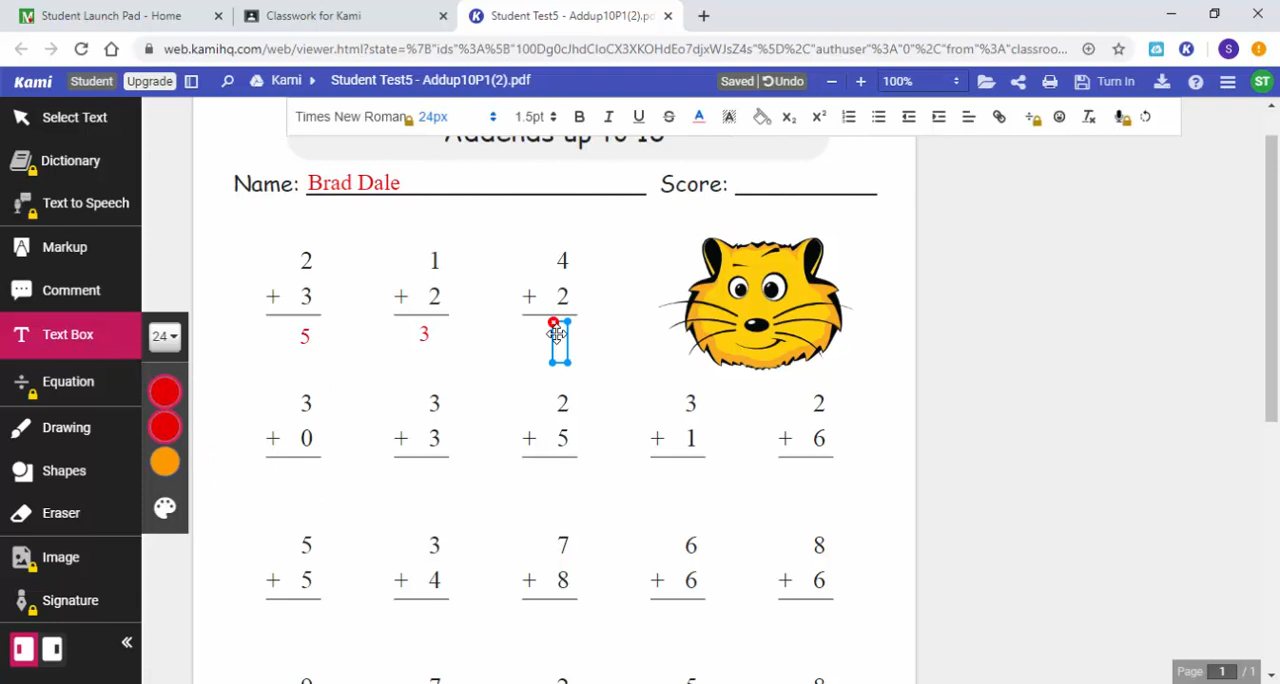 Student Launch Pad - Home
Classwork for Kami
Student Test5 - Addup10P1(2).pd
web.kamihq.com/web/viewer.html?state=%7B"ids"%3A%5B"100Dg0cJhdCIoCX3XKOHdEo7djxWJsZ4s"%5D%2C"authuser"%3A"0"%2C"from"%3A"classroo...
Kami Student Upgrade Kami Student Test5 - Addup10P1(2).pdf Saved Undo 100% Turn In ST
Select Text
Dictionary
Text to Speech
Markup
Comment
Text Box
24
Equation
Drawing
Shapes
Eraser
Image
Signature
Times New Roman 24px 1.5pt B I U S A X₂ X²
Name: Brad Dale Score:
2 1 4
+ 3 + 2 + 2
5 3
3 3 2 3 2
+ 0 + 3 + 5 + 1 + 6
5 3 7 6 8
+ 5 + 4 + 8 + 6 + 6
Page 1 / 1